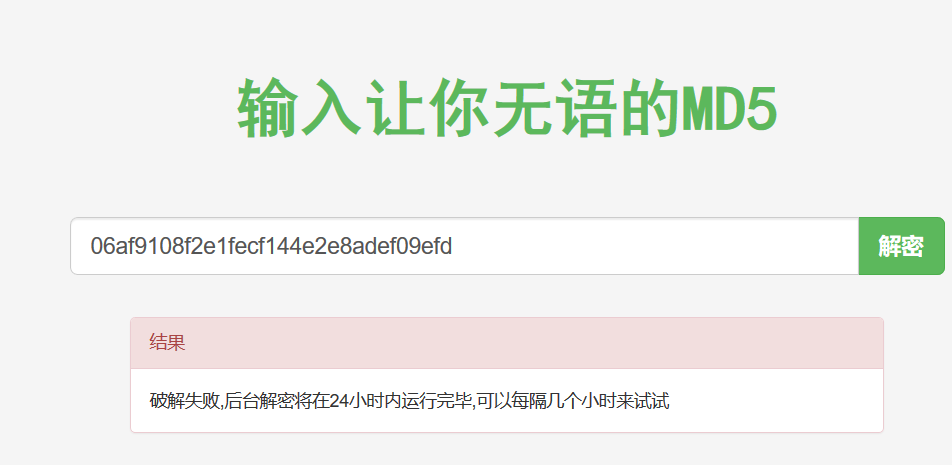 输入让你无语的MD5
06af9108f2e1fecf144e2e8adef09efd
解密
结果
破解失败,后台解密将在24小时内运行完毕,可以每隔几个小时来试试